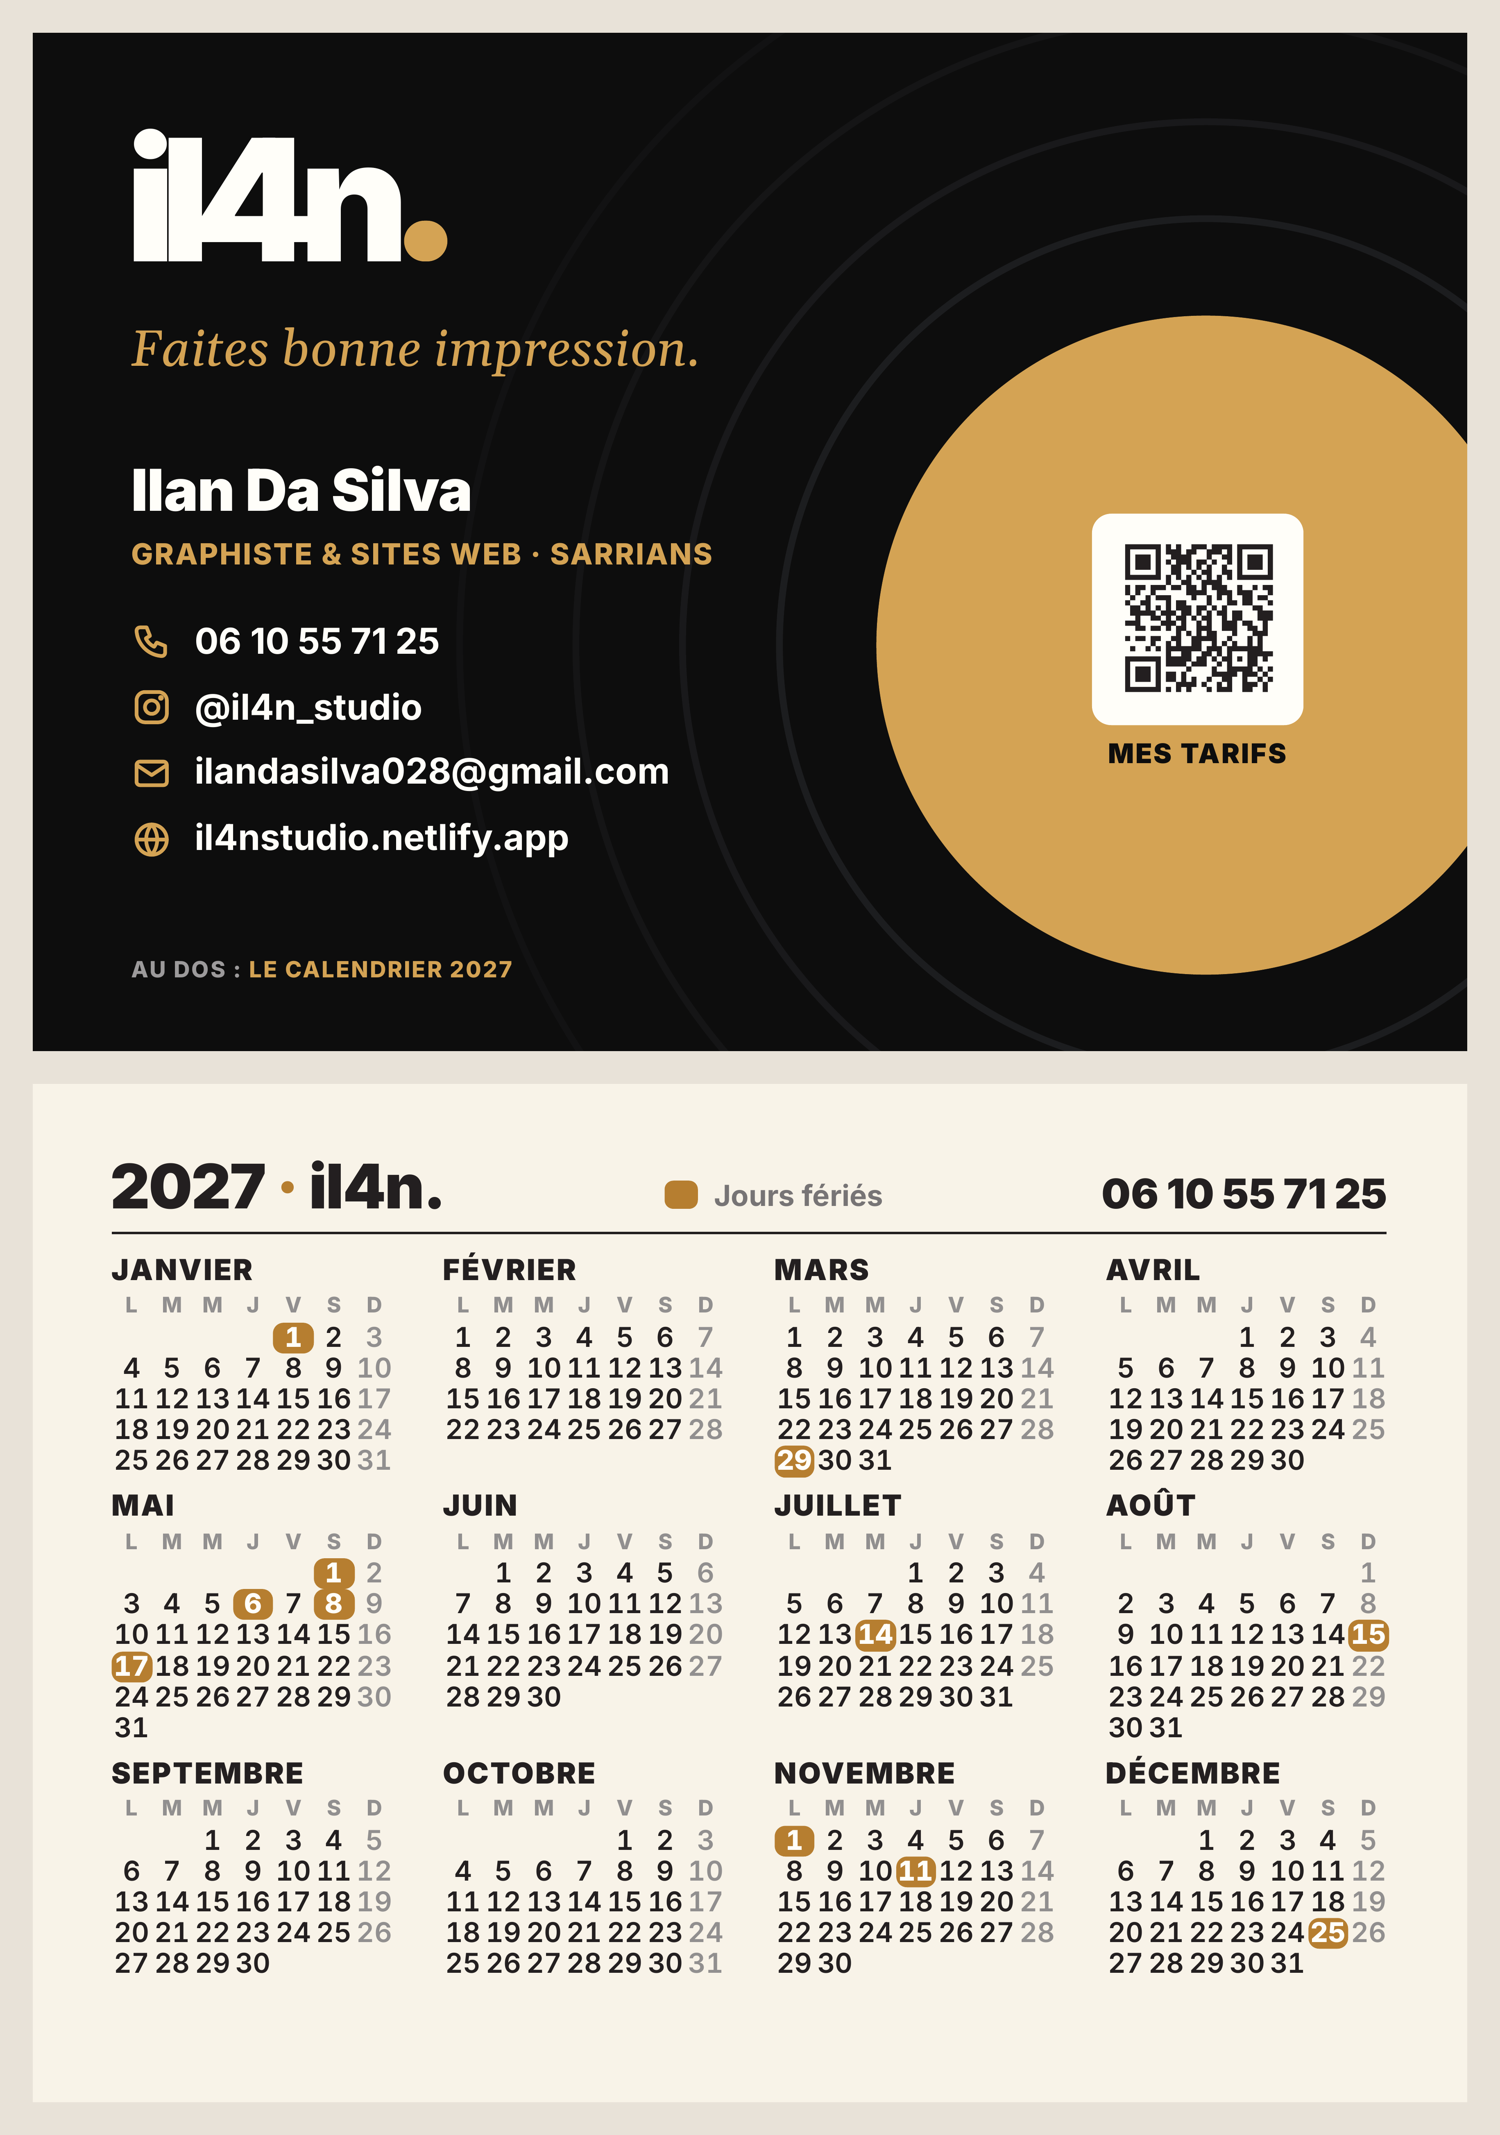 il4n.
Faites bonne impression.
Ilan Da Silva
GRAPHISTE & SITES WEB · SARRIANS
06 10 55 71 25
@il4n_studio
ilandasilva028@gmail.com
il4nstudio.netlify.app
MES TARIFS
AU DOS : LE CALENDRIER 2027
2027 · il4n.
Jours fériés
06 10 55 71 25
JANVIER
L M M J V S D
1 2 3
4 5 6 7 8 9 10
11 12 13 14 15 16 17
18 19 20 21 22 23 24
25 26 27 28 29 30 31
FÉVRIER
L M M J V S D
1 2 3 4 5 6 7
8 9 10 11 12 13 14
15 16 17 18 19 20 21
22 23 24 25 26 27 28
MARS
L M M J V S D
1 2 3 4 5 6 7
8 9 10 11 12 13 14
15 16 17 18 19 20 21
22 23 24 25 26 27 28
29 30 31
AVRIL
L M M J V S D
1 2 3 4
5 6 7 8 9 10 11
12 13 14 15 16 17 18
19 20 21 22 23 24 25
26 27 28 29 30
MAI
L M M J V S D
1 2
3 4 5 6 7 8 9
10 11 12 13 14 15 16
17 18 19 20 21 22 23
24 25 26 27 28 29 30
31
JUIN
L M M J V S D
1 2 3 4 5 6
7 8 9 10 11 12 13
14 15 16 17 18 19 20
21 22 23 24 25 26 27
28 29 30
JUILLET
L M M J V S D
1 2 3 4
5 6 7 8 9 10 11
12 13 14 15 16 17 18
19 20 21 22 23 24 25
26 27 28 29 30 31
AOÛT
L M M J V S D
1
2 3 4 5 6 7 8
9 10 11 12 13 14 15
16 17 18 19 20 21 22
23 24 25 26 27 28 29
30 31
SEPTEMBRE
L M M J V S D
1 2 3 4 5
6 7 8 9 10 11 12
13 14 15 16 17 18 19
20 21 22 23 24 25 26
27 28 29 30
OCTOBRE
L M M J V S D
1 2 3
4 5 6 7 8 9 10
11 12 13 14 15 16 17
18 19 20 21 22 23 24
25 26 27 28 29 30 31
NOVEMBRE
L M M J V S D
1 2 3 4 5 6 7
8 9 10 11 12 13 14
15 16 17 18 19 20 21
22 23 24 25 26 27 28
29 30
DÉCEMBRE
L M M J V S D
1 2 3 4 5
6 7 8 9 10 11 12
13 14 15 16 17 18 19
20 21 22 23 24 25 26
27 28 29 30 31